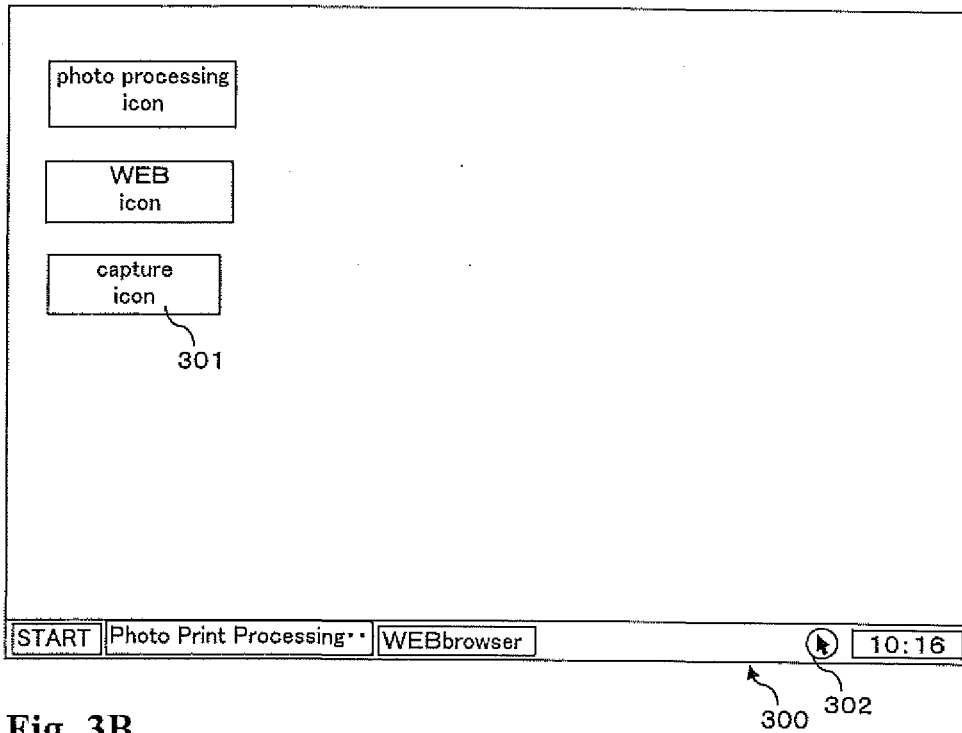 photo processing
icon
WEB
icon
capture
icon
301
START Photo Print Processing・・ WEBbrowser 10:16
300 302
Fig. 3B